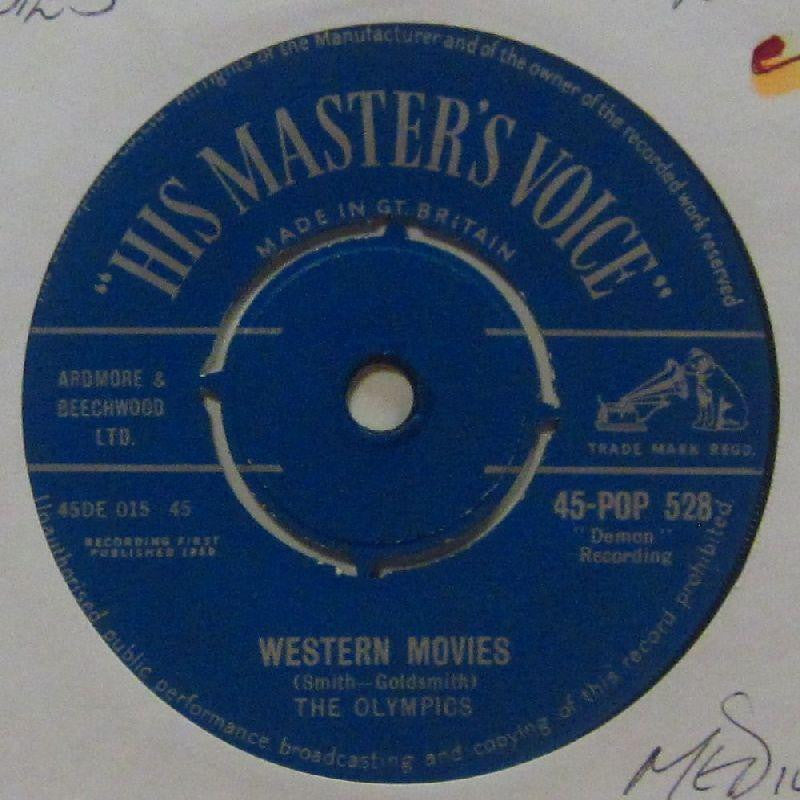 All rights of the Manufacturer and of the owner of the recorded work reserved
"HIS MASTER'S VOICE"
MADE IN GT. BRITAIN
ARDMORE &
BEECHWOOD
LTD.
TRADE MARK REGD.
45DE 015 45
RECORDING FIRST
PUBLISHED
45-POP 528
"Demon"
Recording
WESTERN MOVIES
(Smith—Goldsmith)
THE OLYMPICS
Unauthorised public performance broadcasting and copying of this record prohibited